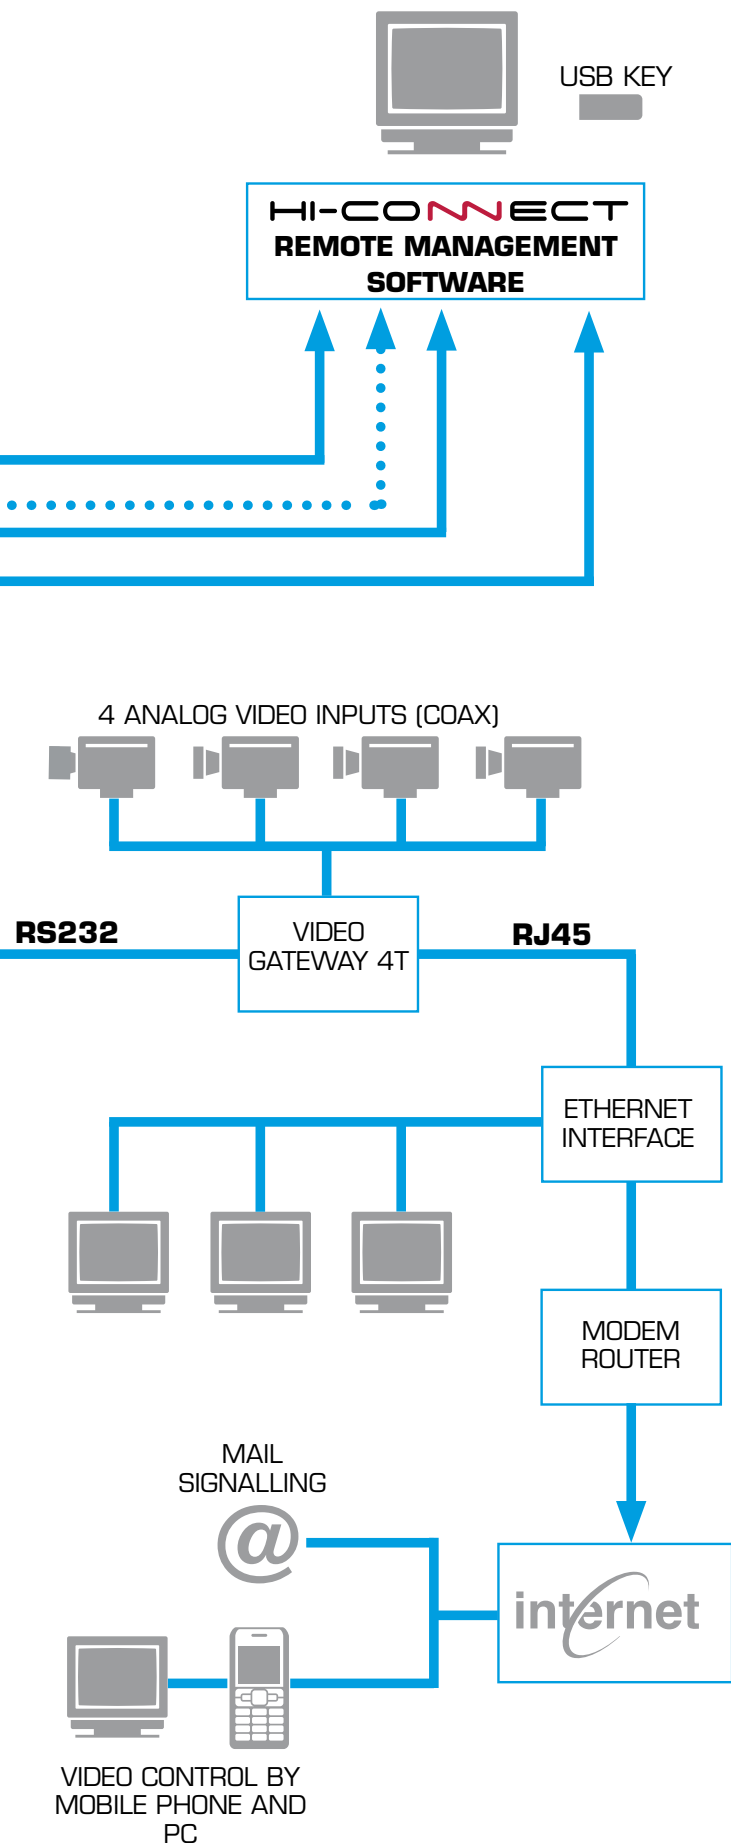 USB KEY
HI-CONNECT
REMOTE MANAGEMENT
SOFTWARE
4 ANALOG VIDEO INPUTS (COAX)
RS232
VIDEO
GATEWAY 4T
RJ45
ETHERNET
INTERFACE
MODEM
ROUTER
MAIL
SIGNALLING
@
internet
VIDEO CONTROL BY
MOBILE PHONE AND
PC